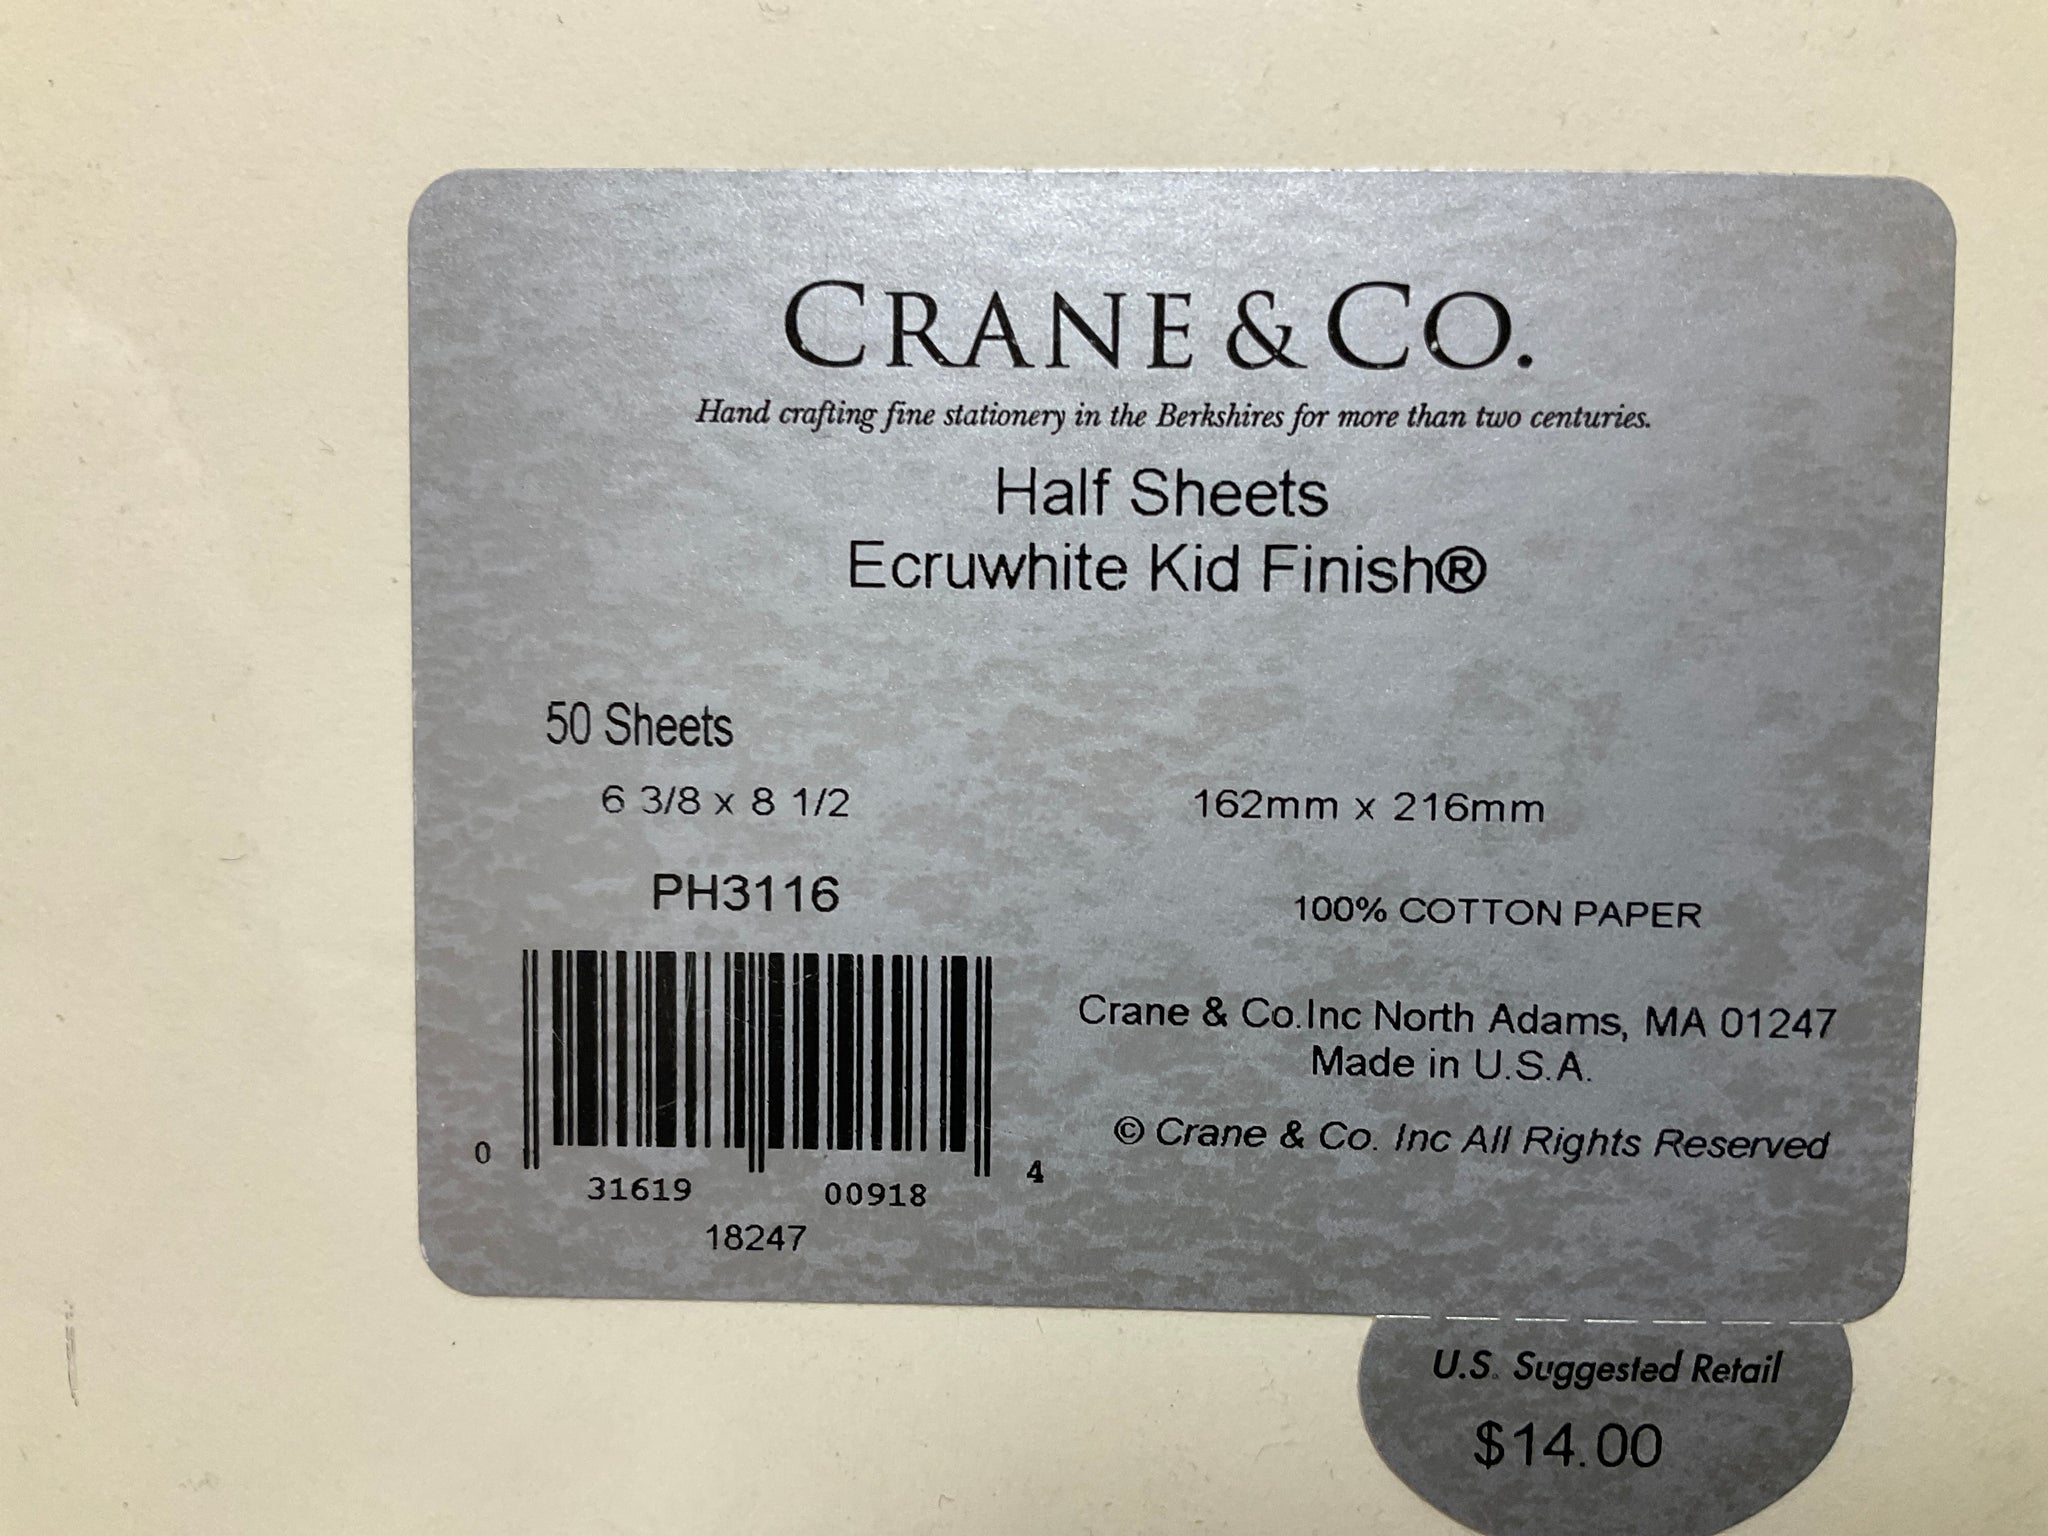 CRANE & CO.
Hand crafting fine stationery in the Berkshires for more than two centuries.
Half Sheets
Ecruwhite Kid Finish®
50 Sheets
6 3/8 x 8 1/2
162mm x 216mm
PH3116
100% COTTON PAPER
Crane & Co.Inc North Adams, MA 01247
Made in U.S.A.
© Crane & Co. Inc All Rights Reserved
0 31619 00918 4
18247
U.S. Suggested Retail
$14.00